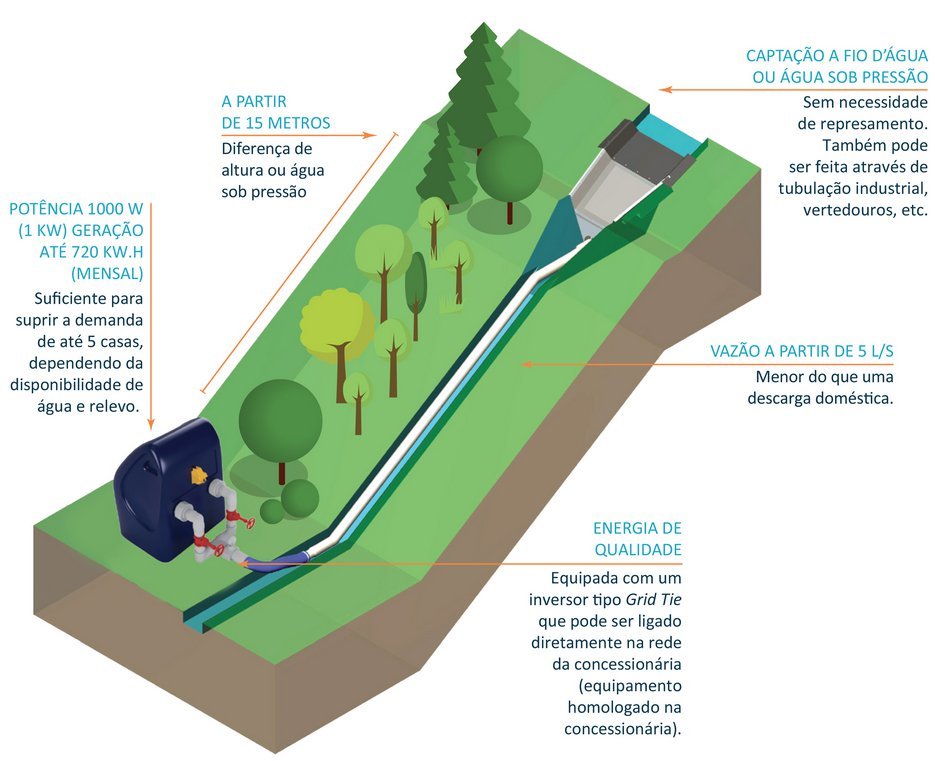 CAPTAÇÃO A FIO D'ÁGUA
OU ÁGUA SOB PRESSÃO
Sem necessidade
de represamento.
Também pode
ser feita através de
tubulação industrial,
vertedouros, etc.
A PARTIR
DE 15 METROS
Diferença de
altura ou água
sob pressão
POTÊNCIA 1000 W
(1 KW) GERAÇÃO
ATÉ 720 KW.H
(MENSAL)
Suficiente para
suprir a demanda
de até 5 casas,
dependendo da
disponibilidade de
água e relevo.
VAZÃO A PARTIR DE 5 L/S
Menor do que uma
descarga doméstica.
ENERGIA DE
QUALIDADE
Equipada com um
inversor tipo Grid Tie
que pode ser ligado
diretamente na rede
da concessionária
(equipamento
homologado na
concessionária).